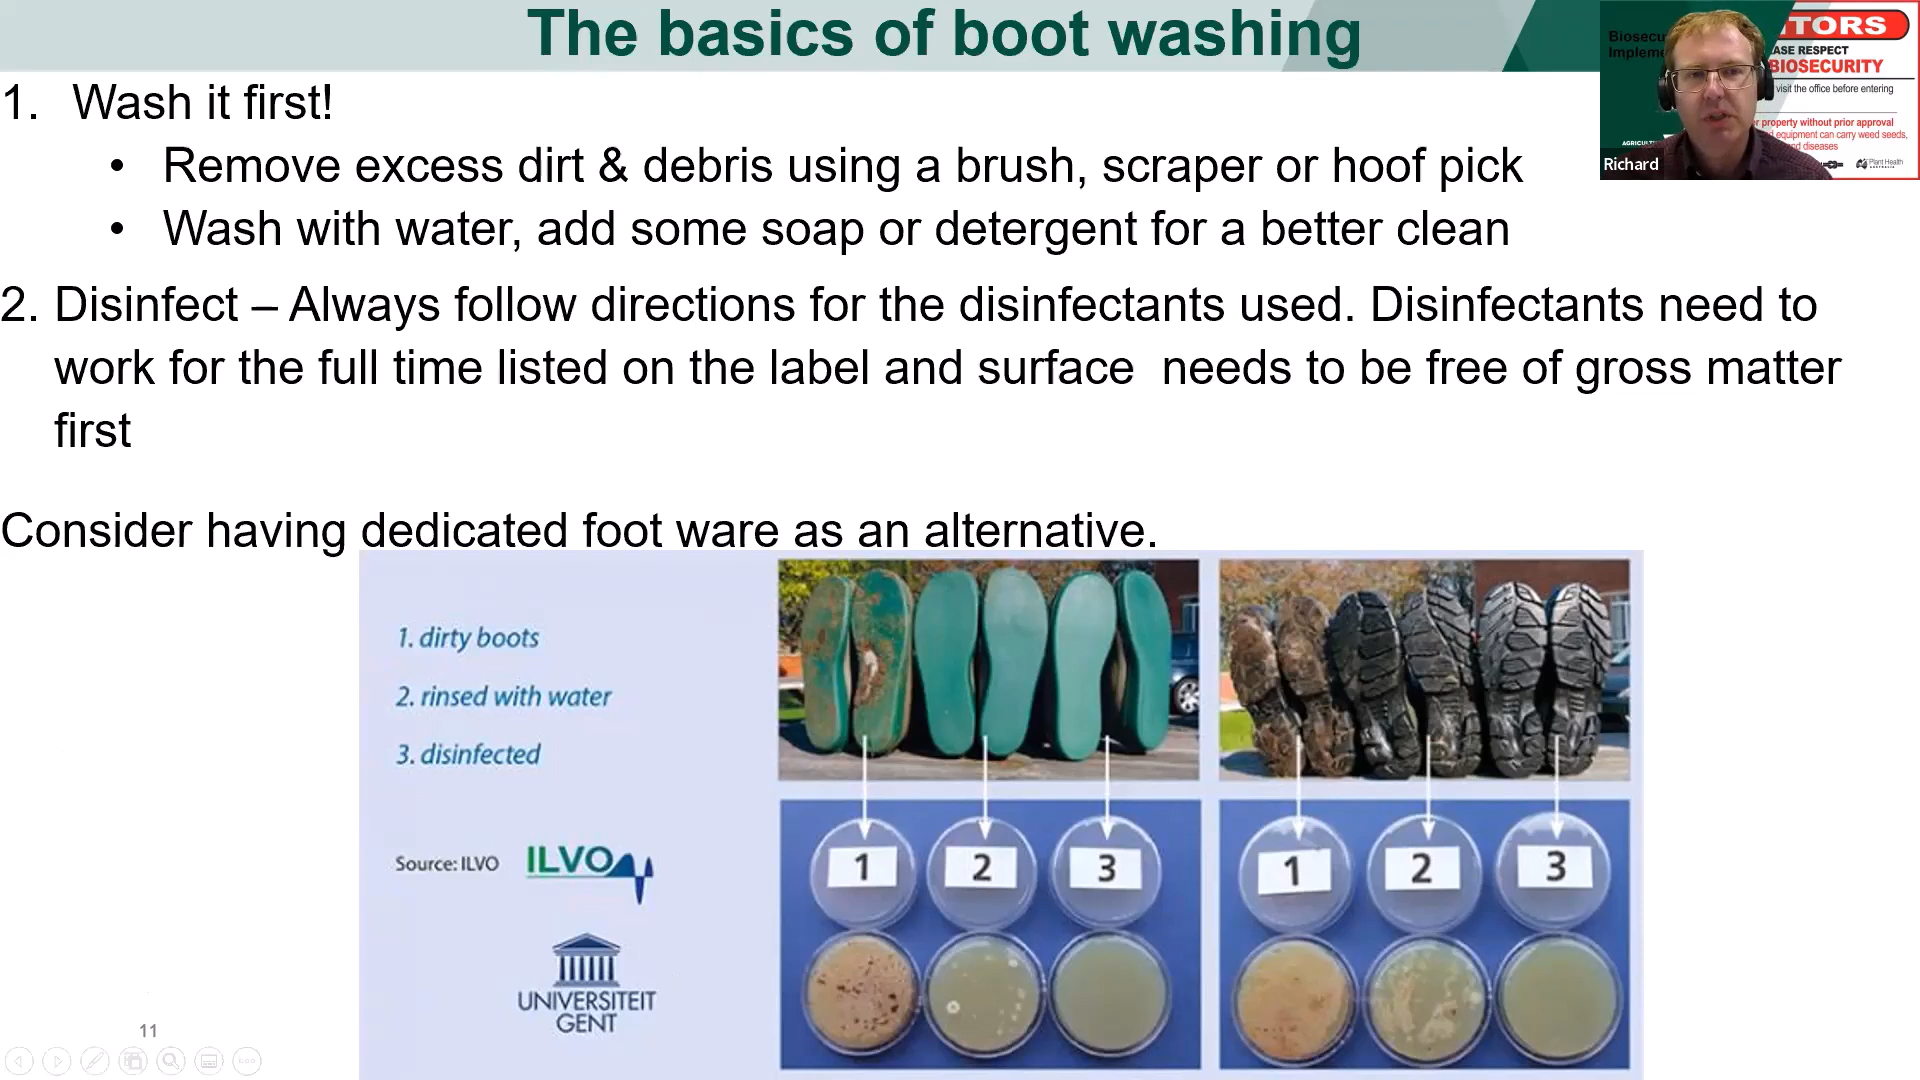 The basics of boot washing
1. Wash it first!
• Remove excess dirt & debris using a brush, scraper or hoof pick
• Wash with water, add some soap or detergent for a better clean
2. Disinfect – Always follow directions for the disinfectants used. Disinfectants need to
work for the full time listed on the label and surface needs to be free of gross matter
first
Consider having dedicated foot ware as an alternative.
1. dirty boots
2. rinsed with water
3. disinfected
Source: ILVO
ILVO
UNIVERSITEIT
GENT
1 2 3
1 2 3
11
TORS
RESPECT
BIOSECURITY
visit the office before entering
property without prior approval
equipment can carry weed seeds,
diseases
Plant Health
AUSTRALIA
Richard